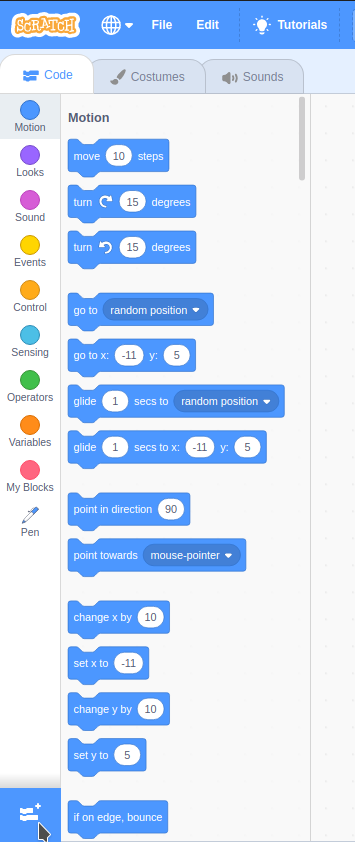 SCRATCH File Edit Tutorials
Code Costumes Sounds
Motion
Looks
Sound
Events
Control
Sensing
Operators
Variables
My Blocks
Pen
Motion
move 10 steps
turn 15 degrees
turn 15 degrees
go to random position
go to x: -11 y: 5
glide 1 secs to random position
glide 1 secs to x: -11 y: 5
point in direction 90
point towards mouse-pointer
change x by 10
set x to -11
change y by 10
set y to 5
if on edge, bounce